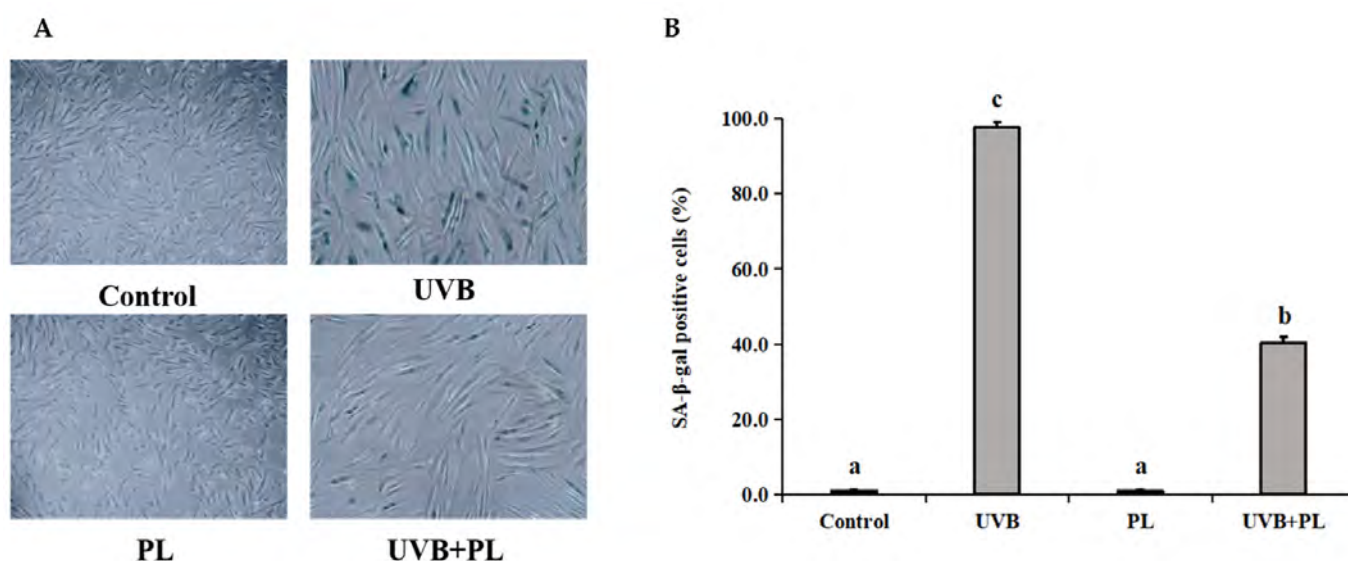 A
Control
UVB
PL
UVB+PL
B
SA-β-gal positive cells (%)
100.0
80.0
60.0
40.0
20.0
0.0
a
c
a
b
Control
UVB
PL
UVB+PL